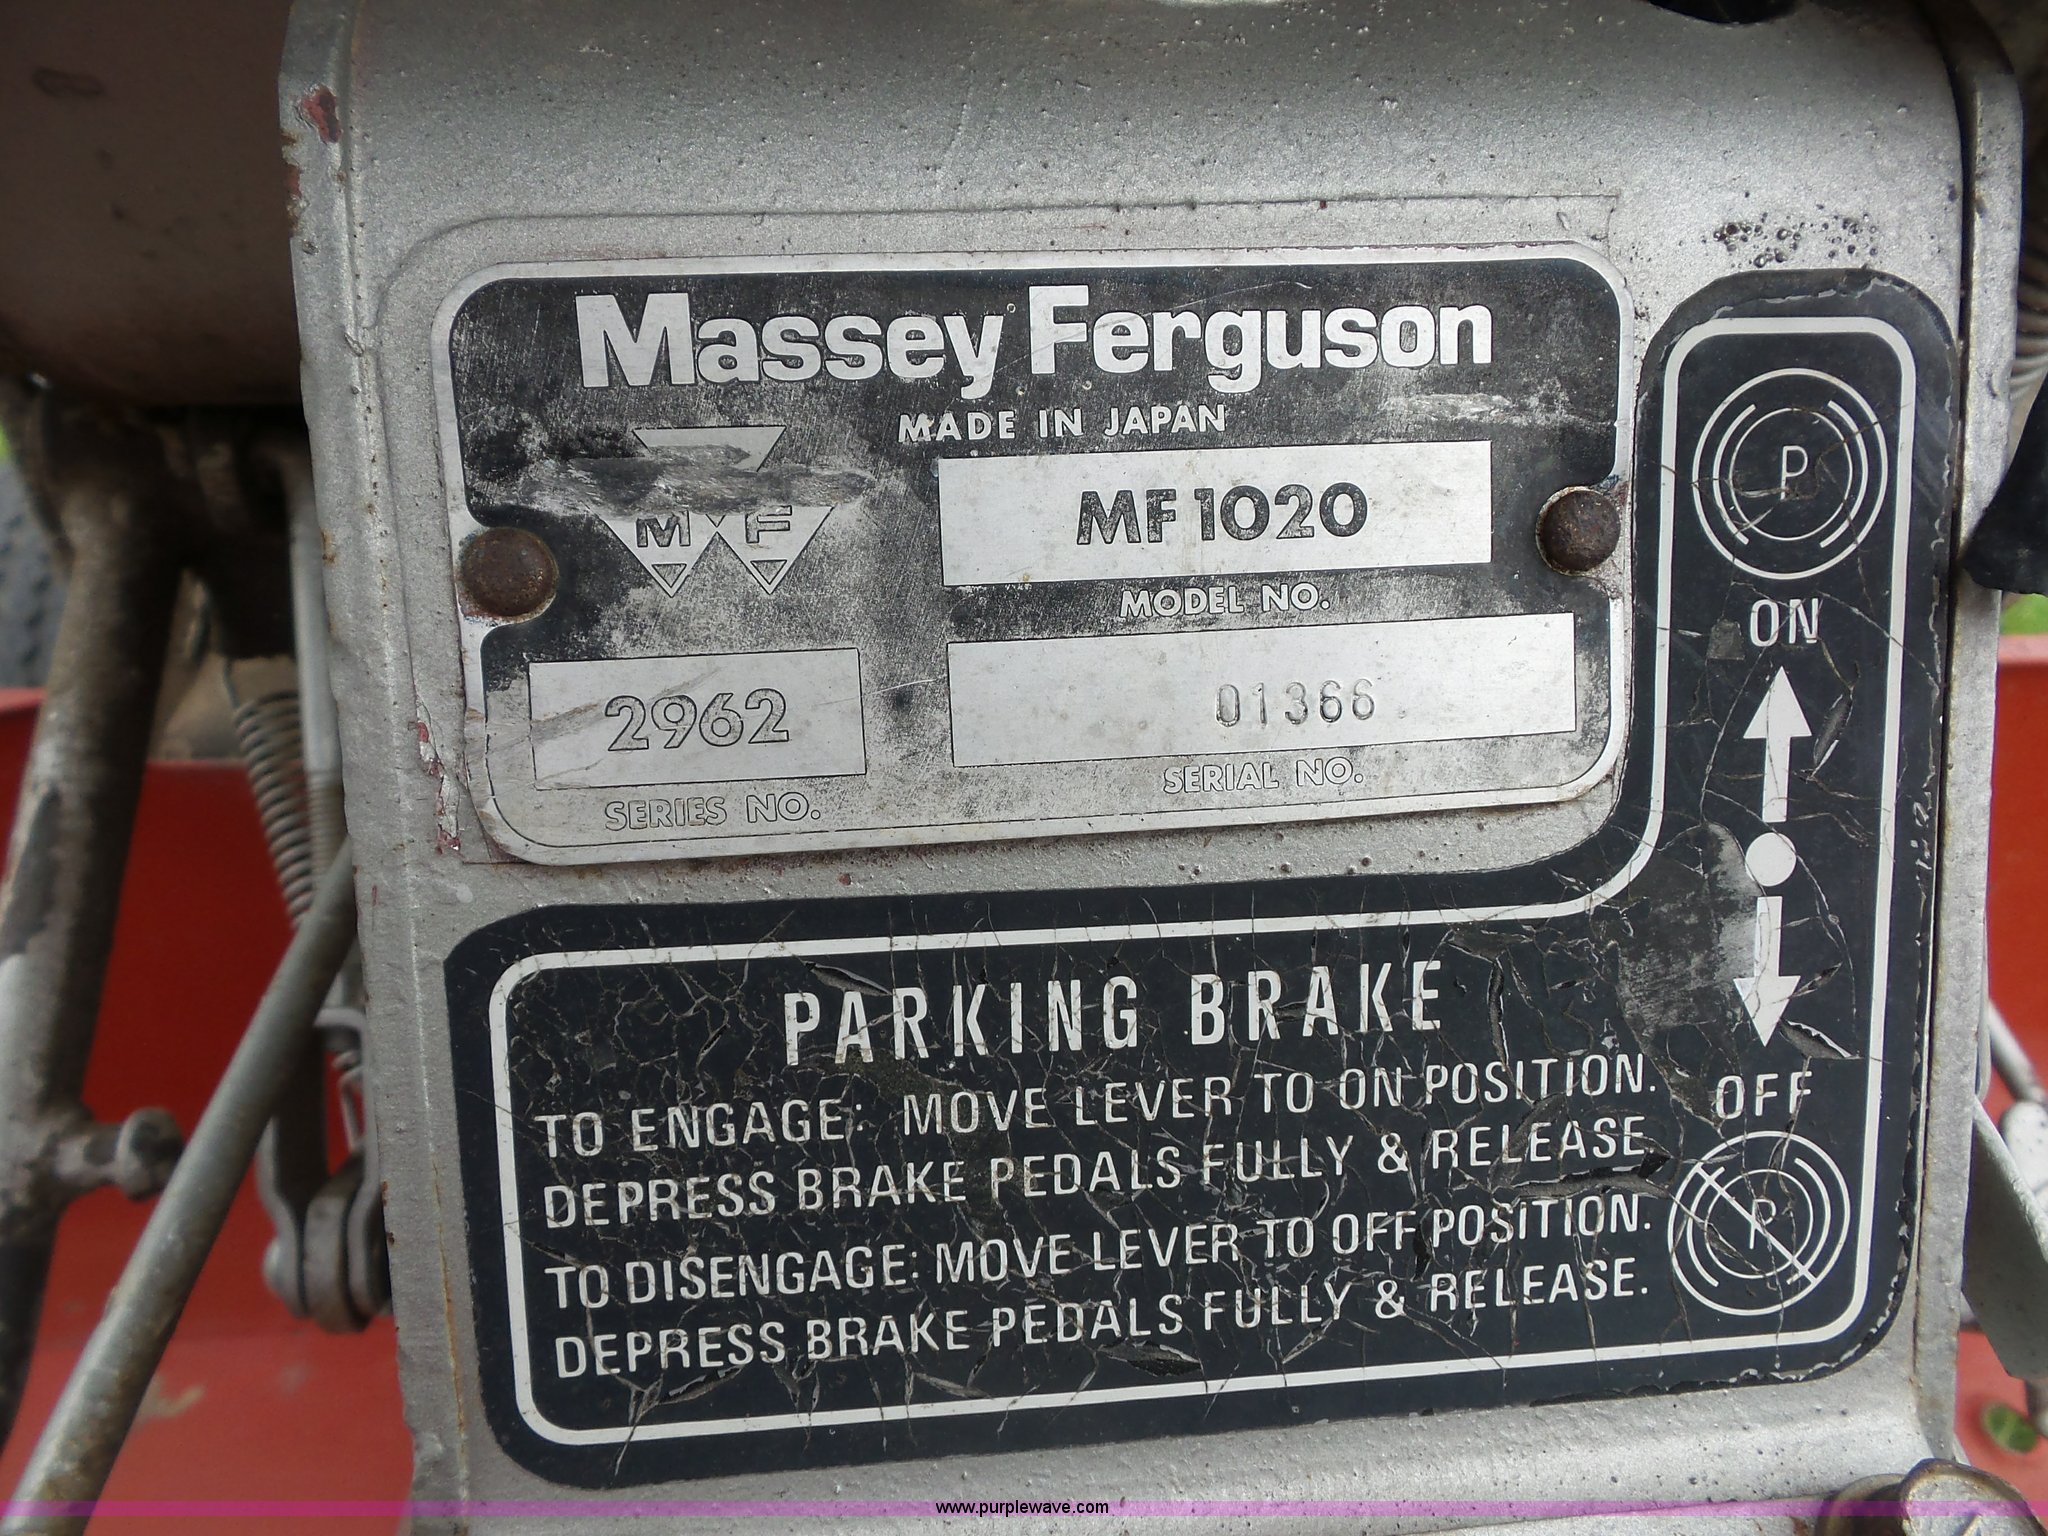 Massey Ferguson
MADE IN JAPAN
M F
MF 1020
MODEL NO.
2962
SERIES NO.
01366
SERIAL NO.
P
ON
OFF
P
PARKING BRAKE
TO ENGAGE: MOVE LEVER TO ON POSITION.
DEPRESS BRAKE PEDALS FULLY & RELEASE
TO DISENGAGE: MOVE LEVER TO OFF POSITION.
DEPRESS BRAKE PEDALS FULLY & RELEASE.
www.purplewave.com